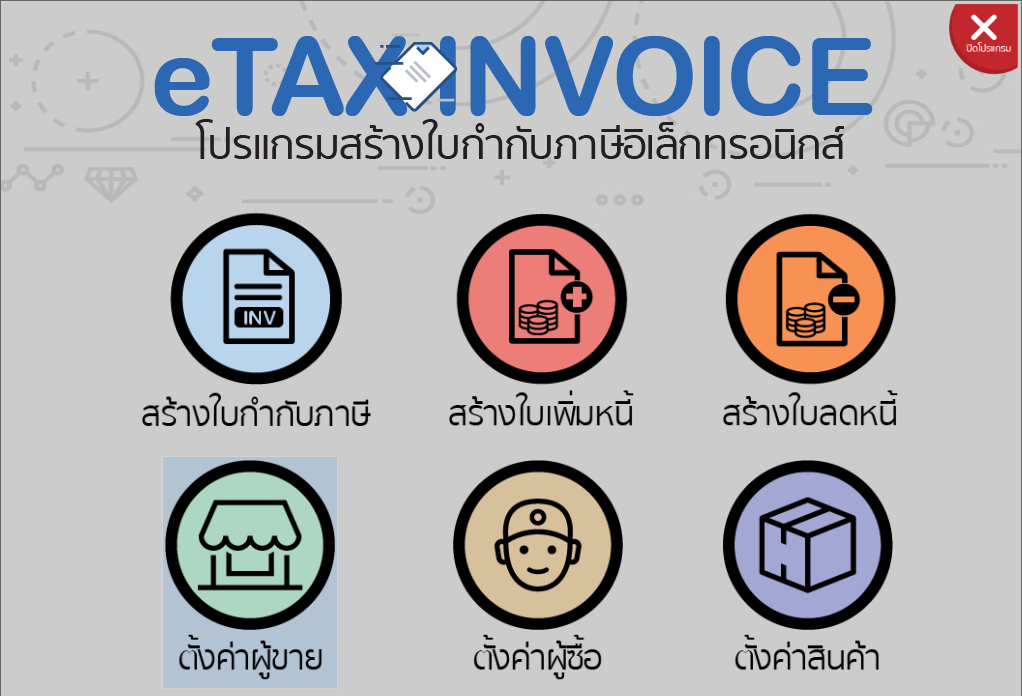 ปิดโปรแกรม
eTAX INVOICE
โปรแกรมสร้างใบกำกับภาษีอิเล็กทรอนิกส์
INV
สร้างใบกำกับภาษี
สร้างใบเพิ่มหนี้
สร้างใบลดหนี้
ตั้งค่าผู้ขาย
ตั้งค่าผู้ซื้อ
ตั้งค่าสินค้า